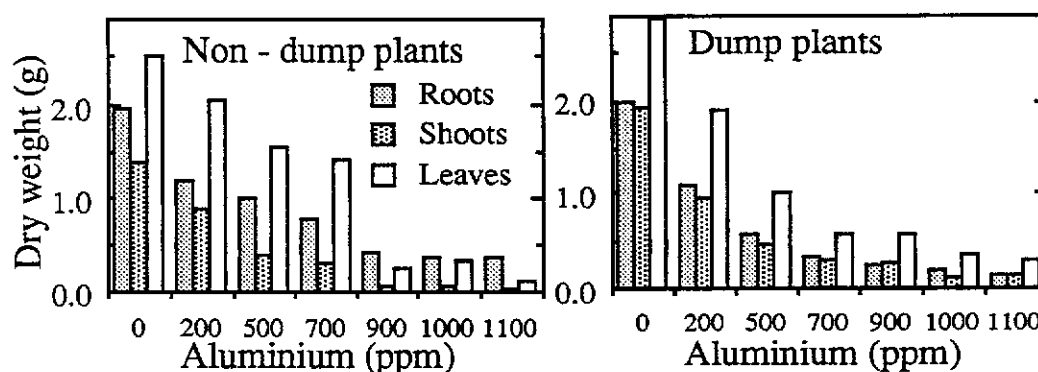 Non - dump plants
Roots
Shoots
Leaves
Dry weight (g)
2.0
1.0
0.0
0 200 500 700 900 1000 1100
Aluminium (ppm)
Dump plants
2.0
1.0
0.0
0 200 500 700 900 1000 1100
Aluminium (ppm)